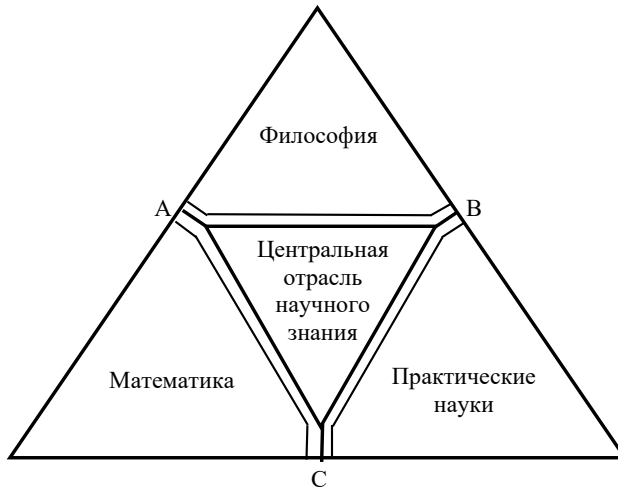 Философия
А
В
Центральная
отрасль
научного
знания
Математика
Практические
науки
С